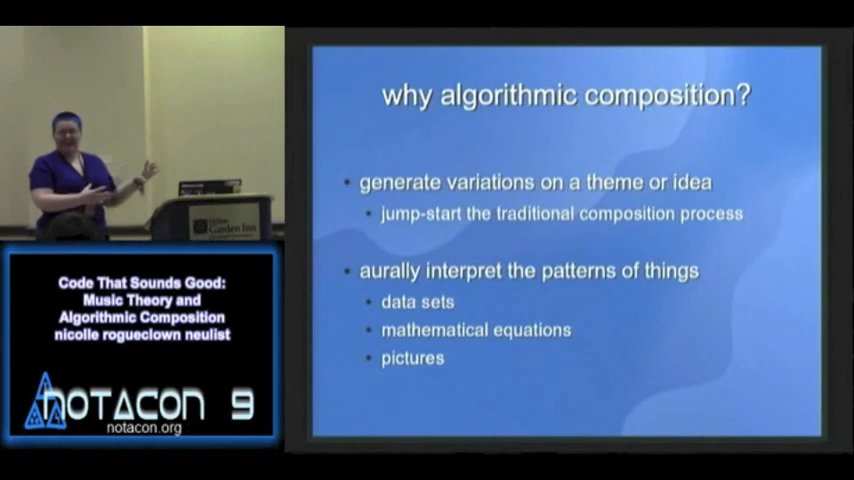 why algorithmic composition?
• generate variations on a theme or idea
• jump-start the traditional composition process
• aurally interpret the patterns of things
• data sets
• mathematical equations
• pictures
Hilton
Garden Inn
Code That Sounds Good:
Music Theory and
Algorithmic Composition
nicolle rogueclown neulist
NOTACON 9
notacon.org